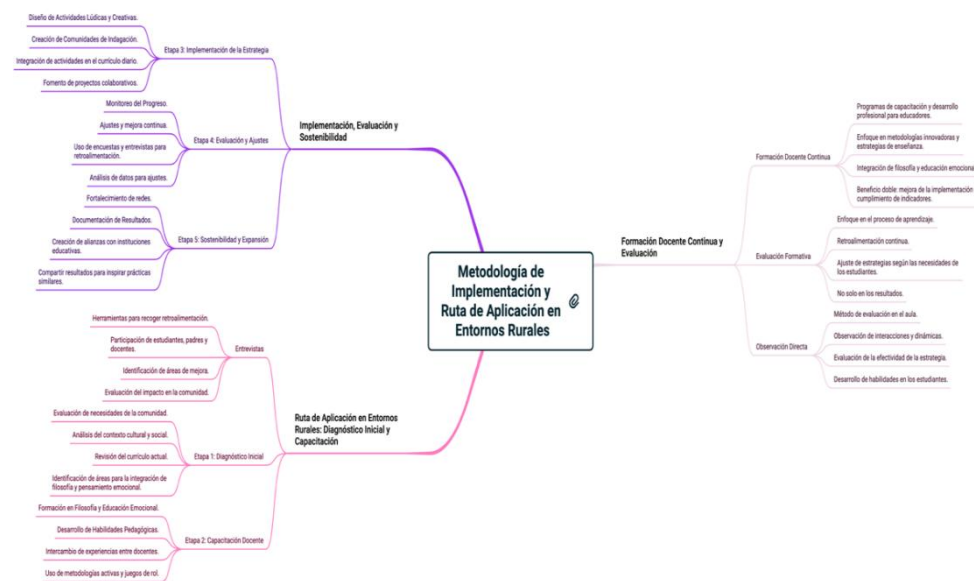 Diseño de Actividades Lúdicas y Creativas.
Creación de Comunidades de Indagación.
Integración de actividades en el currículo diario.
Fomento de proyectos colaborativos.
Etapa 3: Implementación de la Estrategia
Monitoreo del Progreso.
Ajustes y mejora continua.
Uso de encuestas y entrevistas para
retroalimentación.
Análisis de datos para ajustes.
Etapa 4: Evaluación y Ajustes
Fortalecimiento de redes.
Documentación de Resultados.
Creación de alianzas con instituciones
educativas.
Compartir resultados para inspirar prácticas
similares.
Etapa 5: Sostenibilidad y Expansión
Implementación, Evaluación y
Sostenibilidad
Herramientas para recoger retroalimentación.
Participación de estudiantes, padres y
docentes.
Identificación de áreas de mejora.
Evaluación del impacto en la comunidad.
Entrevistas
Evaluación de necesidades de la comunidad.
Análisis del contexto cultural y social.
Revisión del currículo actual.
Identificación de áreas para la integración de
filosofía y pensamiento emocional.
Etapa 1: Diagnóstico Inicial
Formación en Filosofía y Educación Emocional.
Desarrollo de Habilidades Pedagógicas.
Intercambio de experiencias entre docentes.
Uso de metodologías activas y juegos de rol.
Etapa 2: Capacitación Docente
Ruta de Aplicación en Entornos
Rurales: Diagnóstico Inicial y
Capacitación
Metodología de
Implementación y
Ruta de Aplicación en
Entornos Rurales
Formación Docente Continua y
Evaluación
Formación Docente Continua
Programas de capacitación y desarrollo
profesional para educadores.
Enfoque en metodologías innovadoras y
estrategias de enseñanza.
Integración de filosofía y educación emociona
Beneficio doble: mejora de la implementación
cumplimiento de indicadores.
Evaluación Formativa
Enfoque en el proceso de aprendizaje.
Retroalimentación continua.
Ajuste de estrategias según las necesidades de
los estudiantes.
No solo en los resultados.
Observación Directa
Método de evaluación en el aula.
Observación de interacciones y dinámicas.
Evaluación de la efectividad de la estrategia.
Desarrollo de habilidades en los estudiantes.